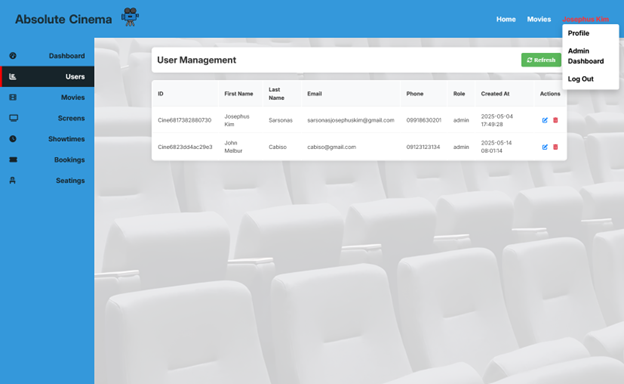 Absolute Cinema
Home Movies Josephus Kim
Profile
Admin
Dashboard
Log Out
Dashboard
Users
Movies
Screens
Showtimes
Bookings
Seatings
User Management
Refresh
ID First Name Last Name Email Phone Role Created At Actions
Cine6817382880730 Josephus Kim Sarsonas sarsonasjosephuskim@gmail.com 09918630201 admin 2025-05-04 17:49:28
Cine6823dd4ac29e3 John Melbur Cabiso cabiso@gmail.com 09123123134 admin 2025-05-14 08:01:14